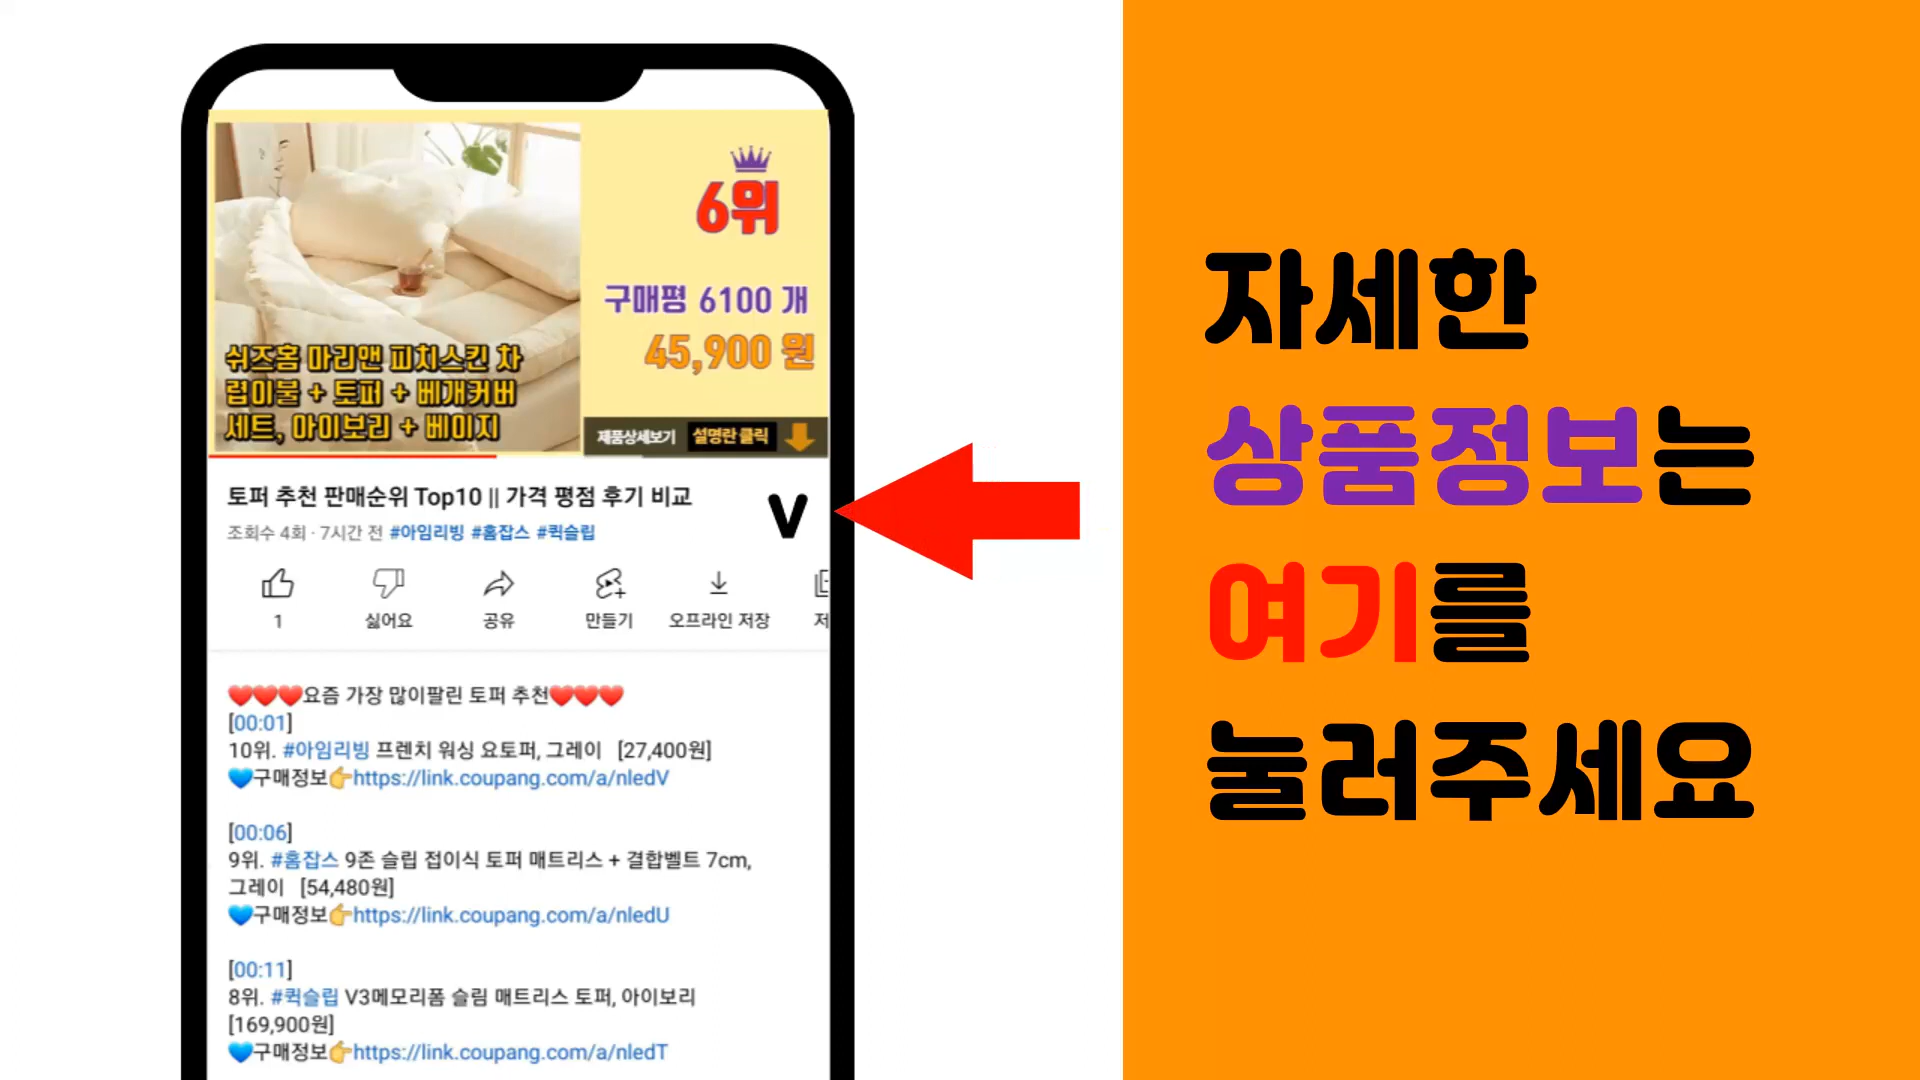 6위
구매평 6100 개
45,900 원
쉬즈홈 마리앤 피치스킨 차
렵이불 + 토퍼 + 베개커버
세트, 아이보리 + 베이지
제품상세보기 설명란 클릭
토퍼 추천 판매순위 Top10 || 가격 평점 후기 비교
V
조회수 4회 · 7시간 전 #아임리빙 #홈잡스 #퀵슬립
1 싫어요 공유 만들기 오프라인 저장 저
❤️❤️❤️요즘 가장 많이팔린 토퍼 추천❤️❤️❤️
[00:01]
10위. #아임리빙 프렌치 워싱 요토퍼, 그레이 [27,400원]
💙구매정보👉https://link.coupang.com/a/nledV
[00:06]
9위. #홈잡스 9존 슬립 접이식 토퍼 매트리스 + 결합벨트 7cm,
그레이 [54,480원]
💙구매정보👉https://link.coupang.com/a/nledU
[00:11]
8위. #퀵슬립 V3메모리폼 슬림 매트리스 토퍼, 아이보리
[169,900원]
💙구매정보👉https://link.coupang.com/a/nledT
자세한
상품정보는
여기를
눌러주세요